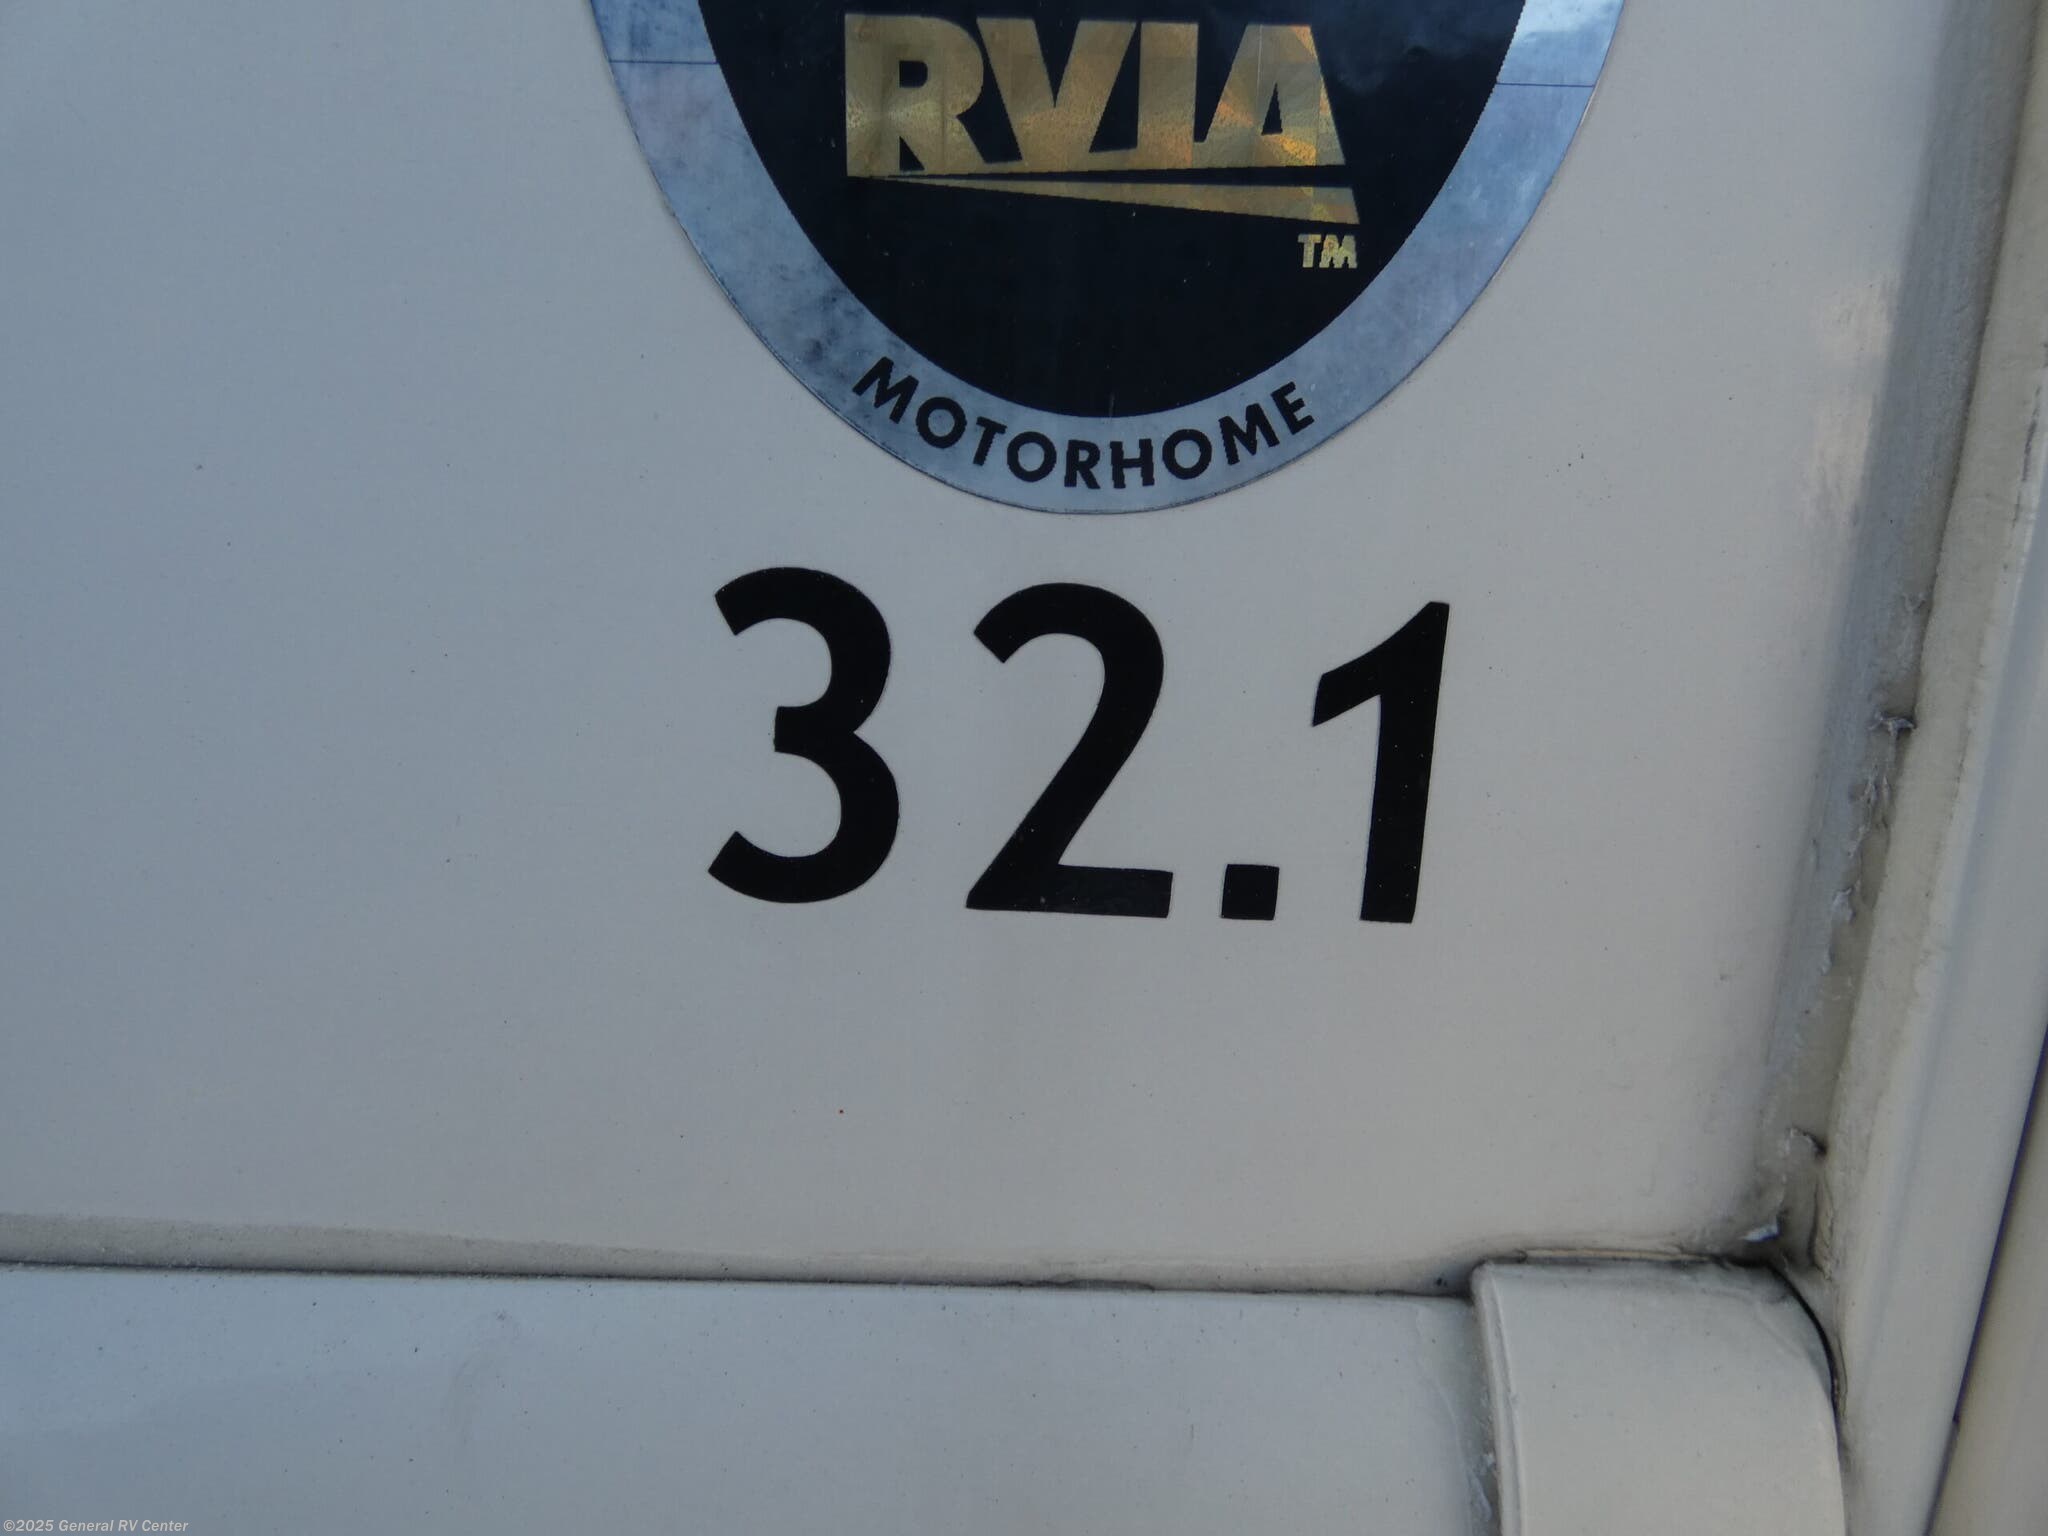 RVIA
TM
MOTORHOME
32.1
©2025 General RV Center